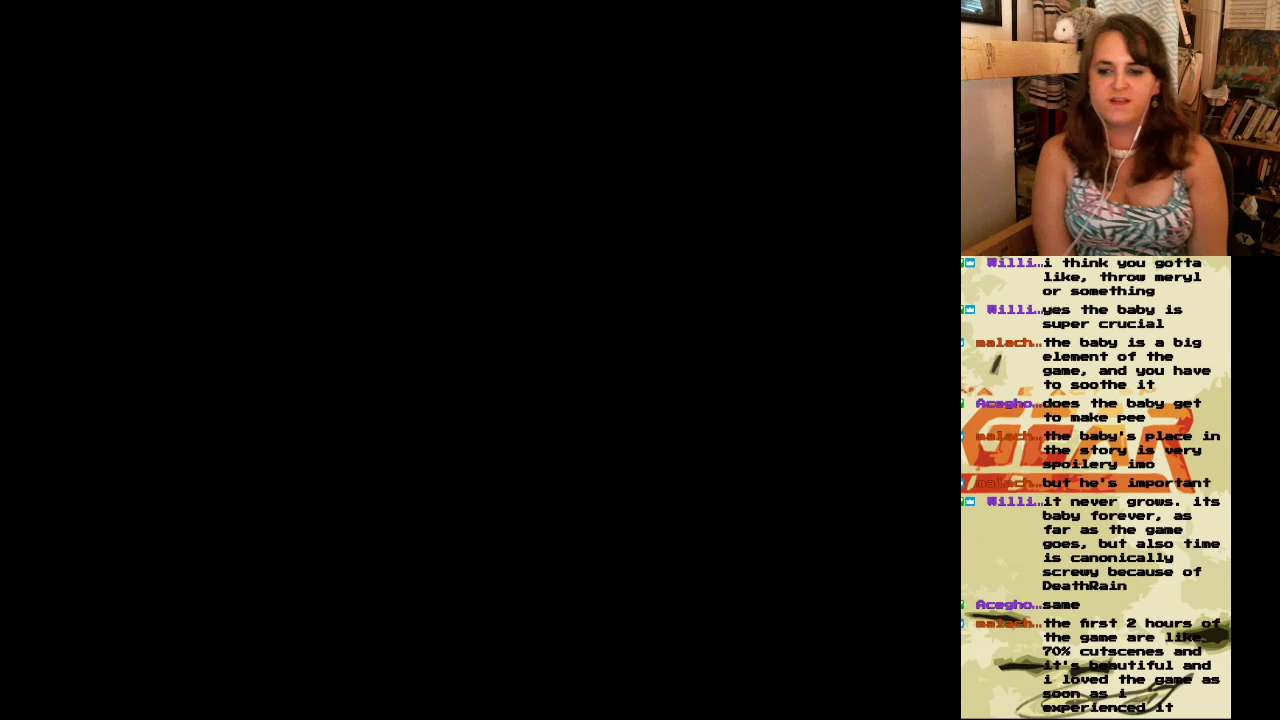 Willi... i think you gotta
like, throw meryl
or something
Willi... yes the baby is
super crucial
malach... the baby is a big
element of the
game, and you have
to soothe it
Acegho... does the baby get
to make pee
GEAR
malach... the baby's place in
the story is very
spoilery imo
malach... but he's important
Willi... it never grows. its
baby forever, as
far as the game
goes, but also time
is canonically
screwy because of
DeathRain
Acegho... same
malach... the first 2 hours of
the game are like
70% cutscenes and
it's beautiful and
i loved the game as
soon as i
experienced it